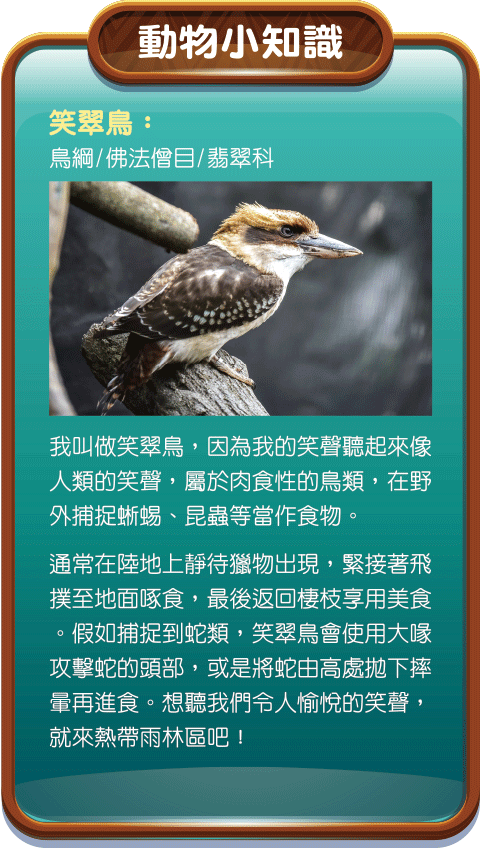 動物小知識
笑翠鳥：
鳥綱/佛法僧目/翡翠科
我叫做笑翠鳥，因為我的笑聲聽起來像
人類的笑聲，屬於肉食性的鳥類，在野
外捕捉蜥蜴、昆蟲等當作食物。
通常在陸地上靜待獵物出現，緊接著飛
撲至地面啄食，最後返回棲枝享用美食
。假如捕捉到蛇類，笑翠鳥會使用大喙
攻擊蛇的頭部，或是將蛇由高處拋下摔
暈再進食。想聽我們令人愉悅的笑聲，
就來熱帶雨林區吧！